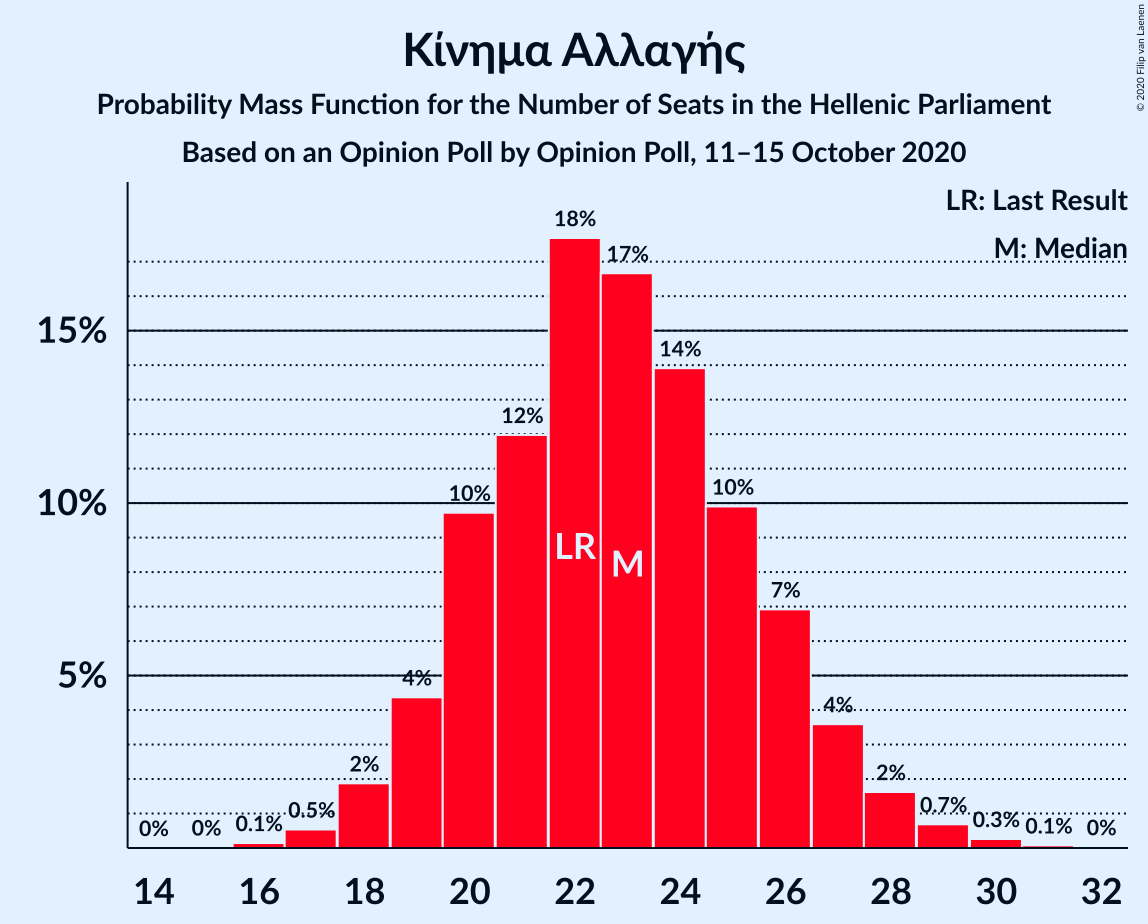 Κίνημα Αλλαγής
Probability Mass Function for the Number of Seats in the Hellenic Parliament
Based on an Opinion Poll by Opinion Poll, 11–15 October 2020
© 2020 Filip van Laenen
LR: Last Result
M: Median
18%
17%
15%
14%
12%
10%
10%
10%
LR
M
7%
5%
4%
4%
2%
2%
0.5%
0.7%
0%
0%
0.1%
0.3%
0.1%
0%
14 16 18 20 22 24 26 28 30 32